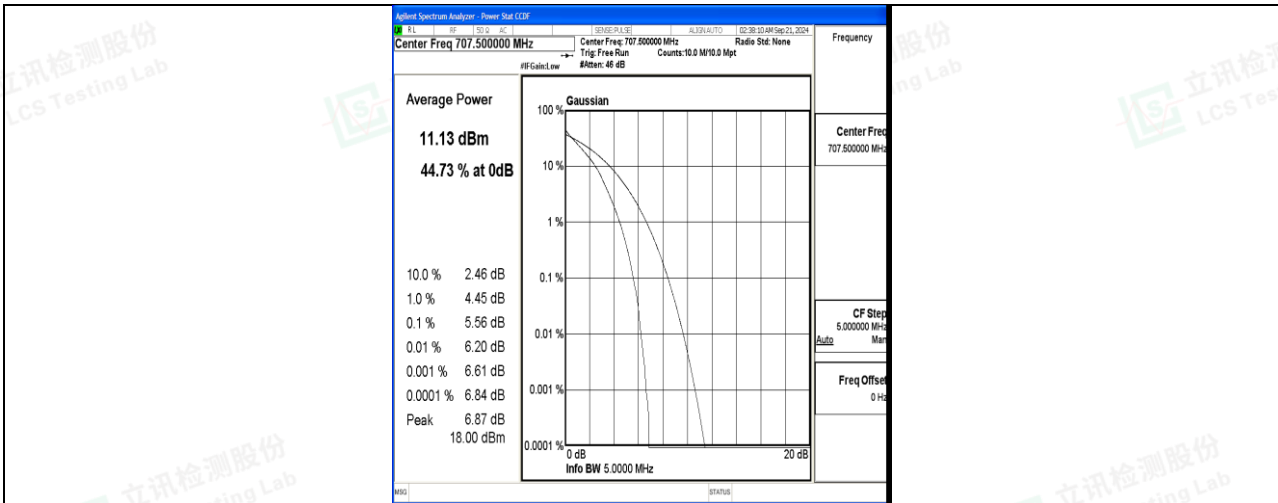 Agilent Spectrum Analyzer - Power Stat CCDF
RL RF 50 Ω AC SENSE:PULSE ALIGN AUTO 02:38:10 AM Sep 21, 2024
Center Freq 707.500000 MHz
Center Freq: 707.500000 MHz Radio Std: None
Trig: Free Run Counts:10.0 M/10.0 Mpt
#IFGain:Low #Atten: 46 dB
Frequency
Average Power
11.13 dBm
44.73 % at 0dB
10.0 % 2.46 dB
1.0 % 4.45 dB
0.1 % 5.56 dB
0.01 % 6.20 dB
0.001 % 6.61 dB
0.0001 % 6.84 dB
Peak 6.87 dB
18.00 dBm
Gaussian
100 %
10 %
1 %
0.1 %
0.01 %
0.001 %
0.0001 %
0 dB 20 dB
Info BW 5.0000 MHz
Center Freq
707.500000 MHz
CF Step
5.000000 MHz
Auto Man
Freq Offset
0 Hz
MSG STATUS
立讯检测股份
LCS Testing Lab
立讯检测股份